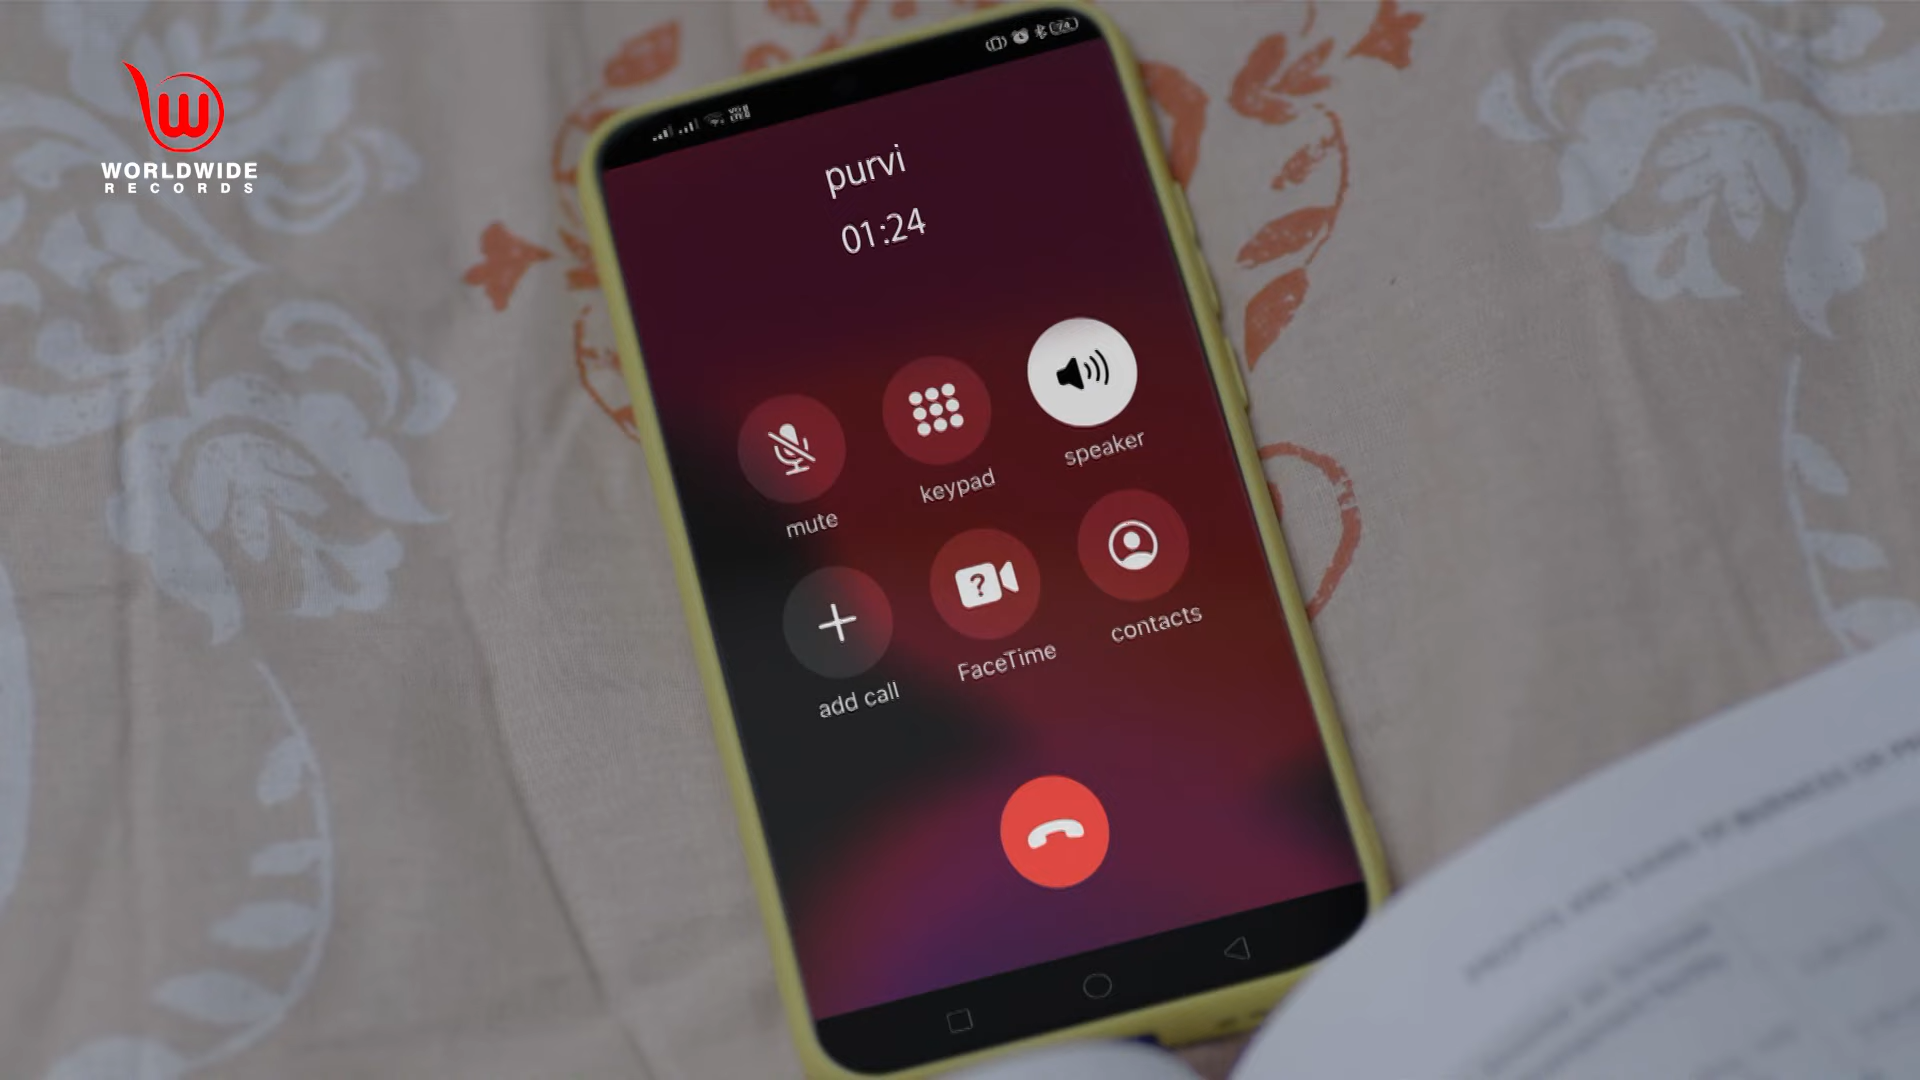 WORLDWIDE
RECORDS
purvi
01:24
mute
keypad
speaker
add call
FaceTime
contacts